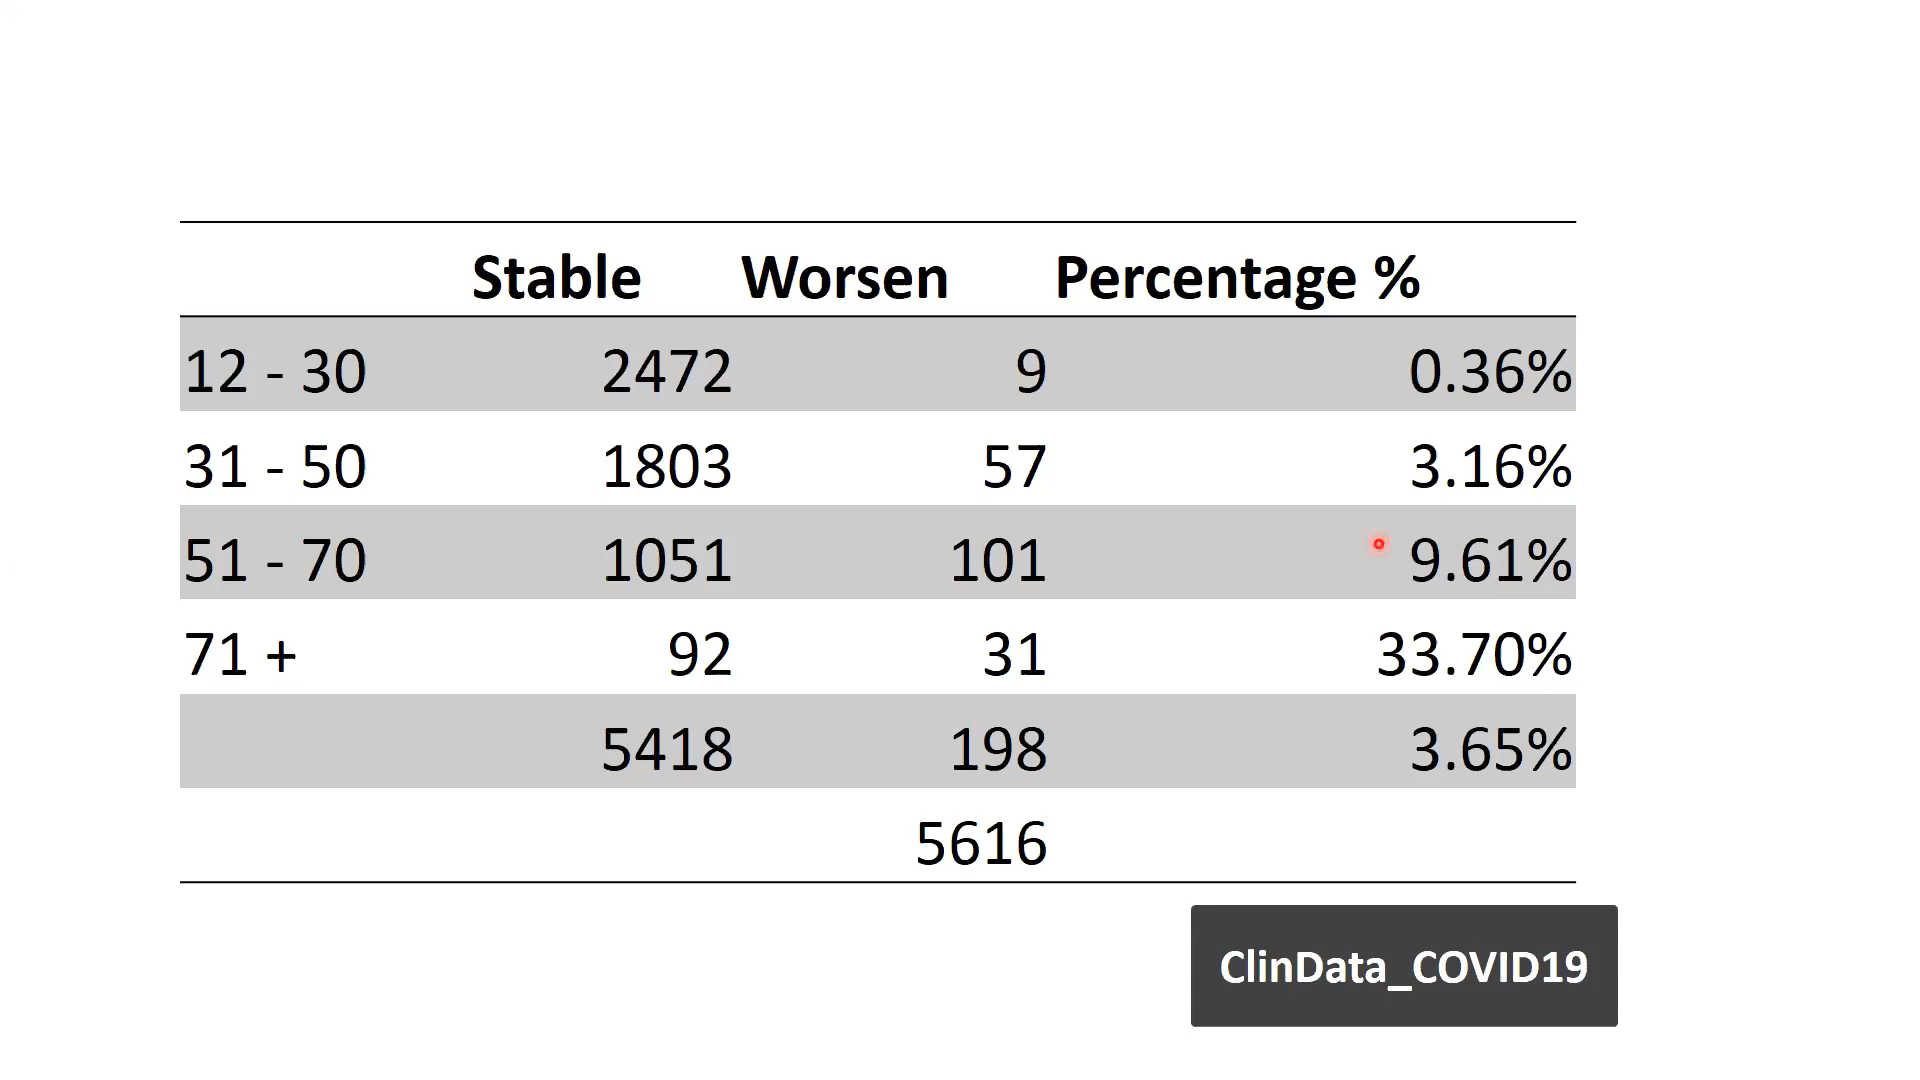 Stable Worsen Percentage %
12 - 30 2472 9 0.36%
31 - 50 1803 57 3.16%
51 - 70 1051 101 9.61%
71 + 92 31 33.70%
5418 198 3.65%
5616
ClinData_COVID19